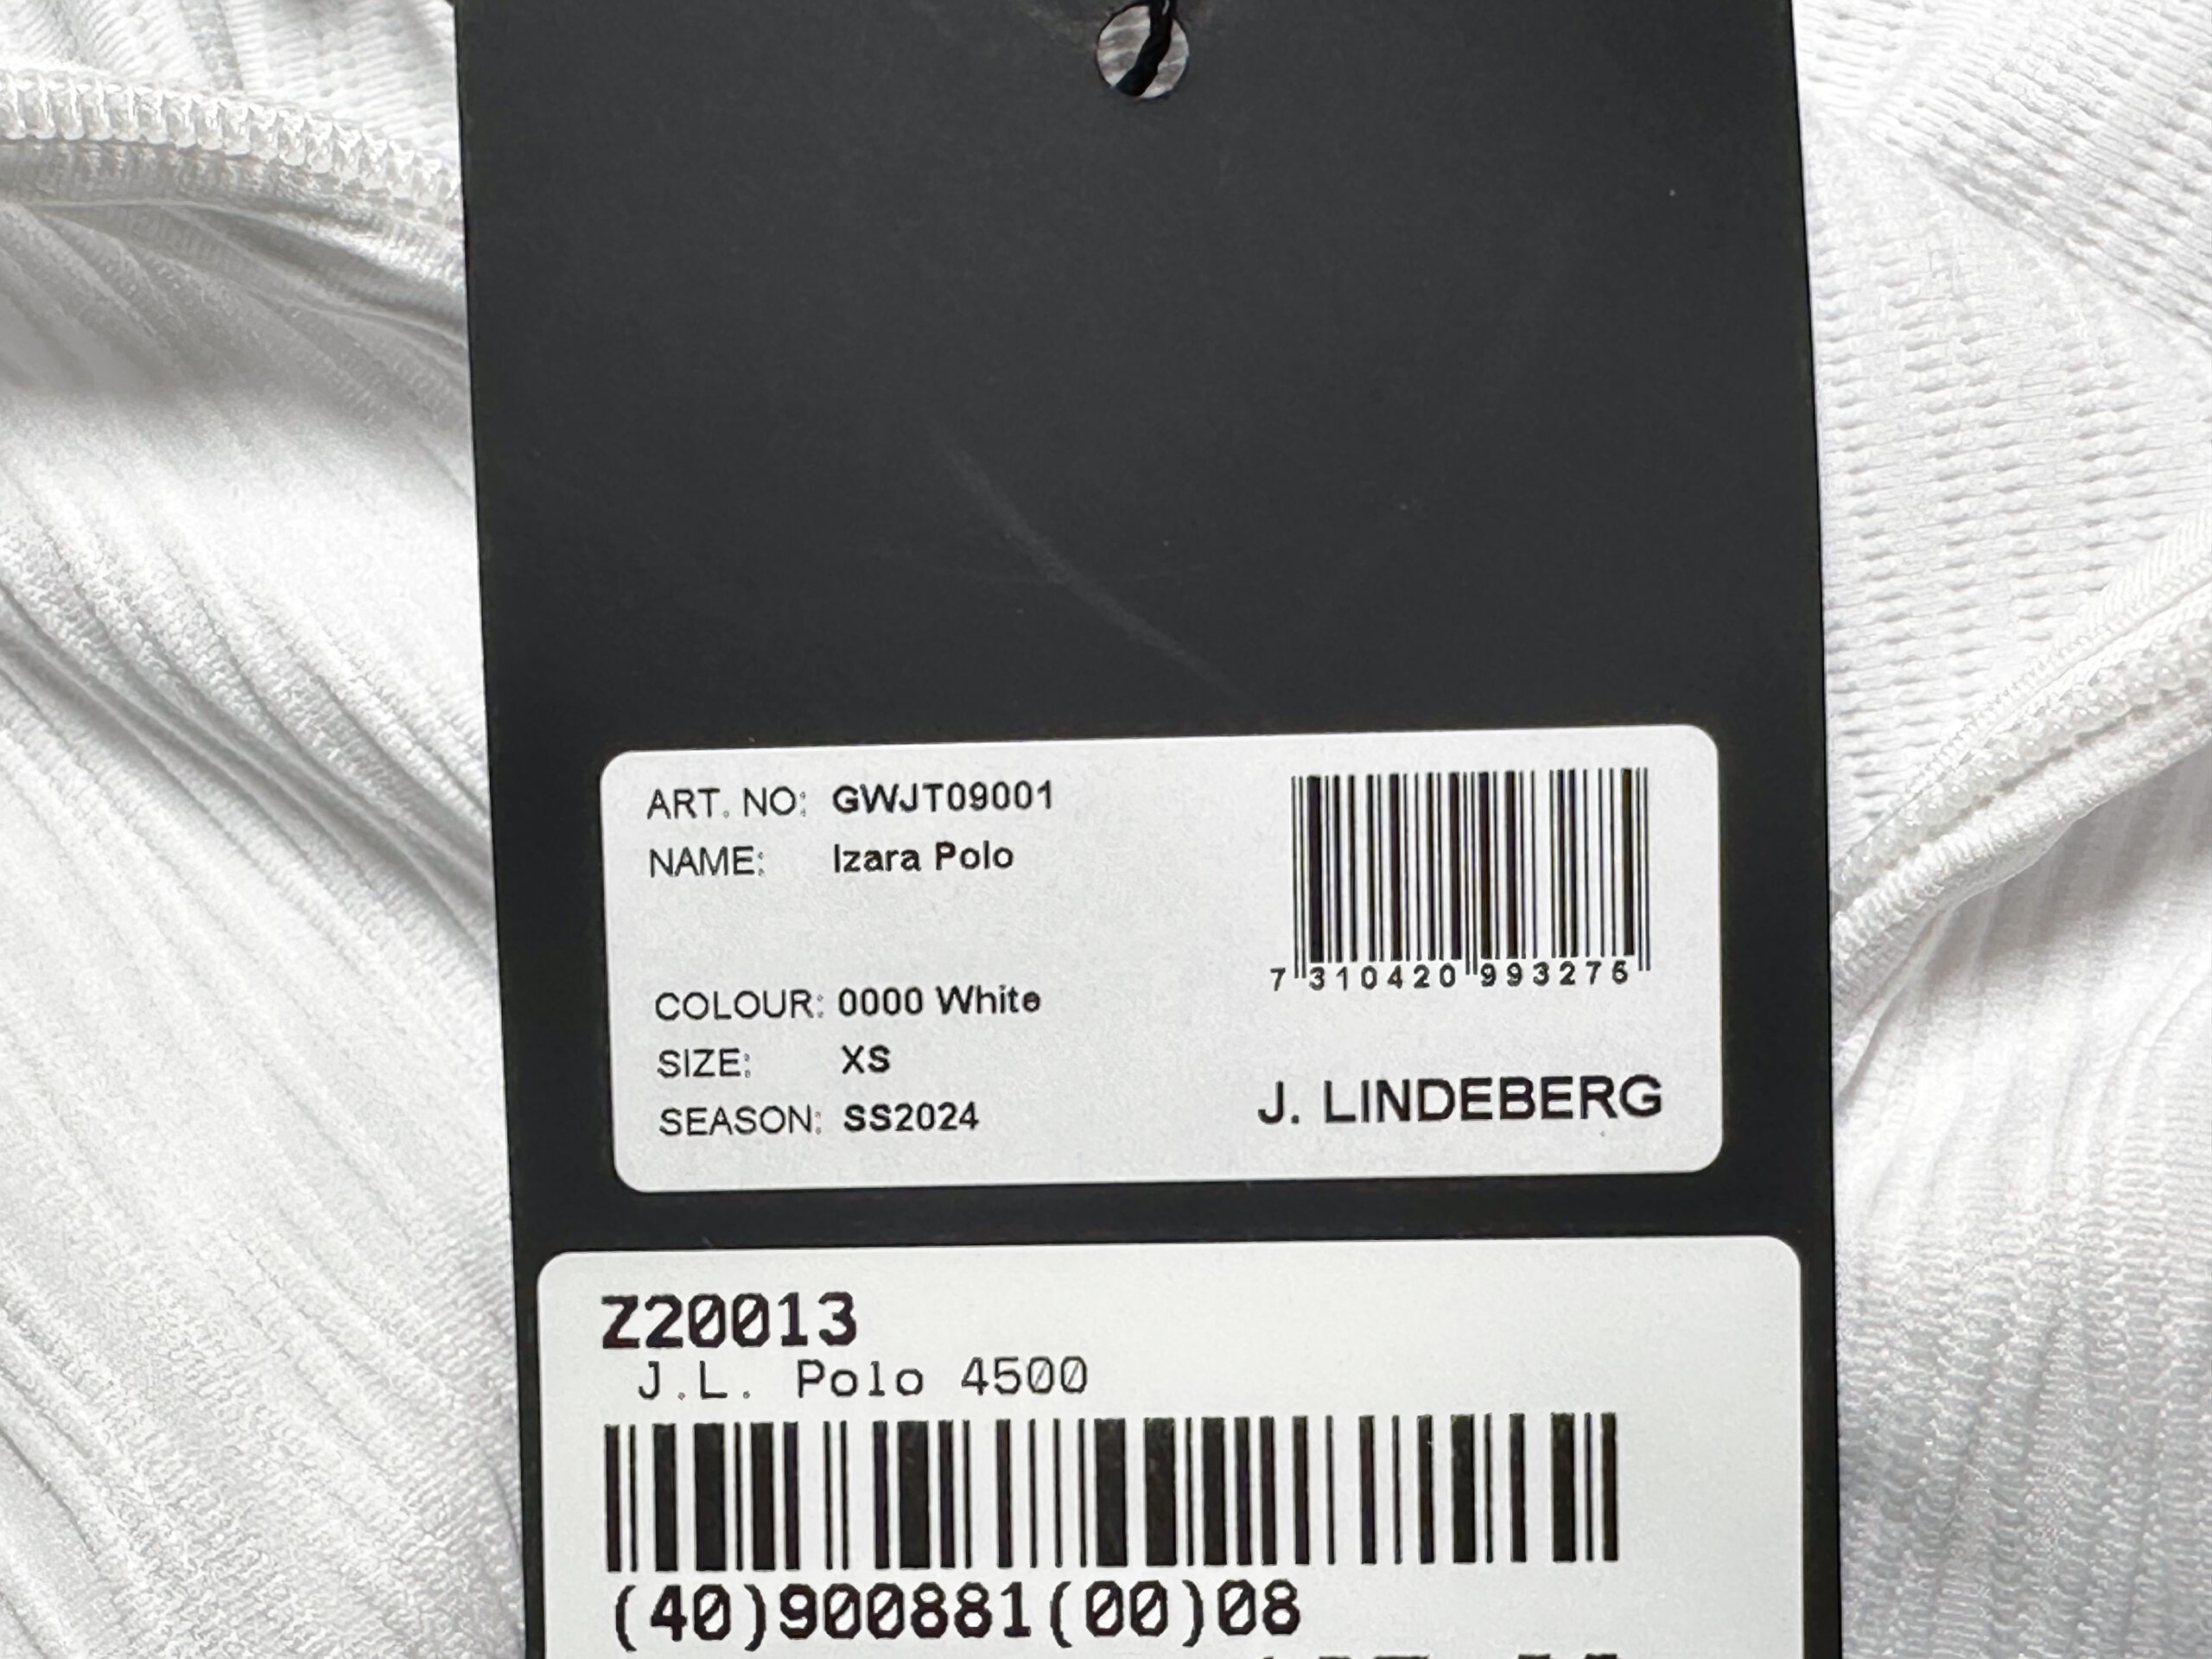 ART. NO: GWJT09001
NAME: Izara Polo
7 310420 993275
COLOUR: 0000 White
SIZE: XS
SEASON: SS2024
J. LINDEBERG
Z20013
J.L. Polo 4500
(40)900881(00)08